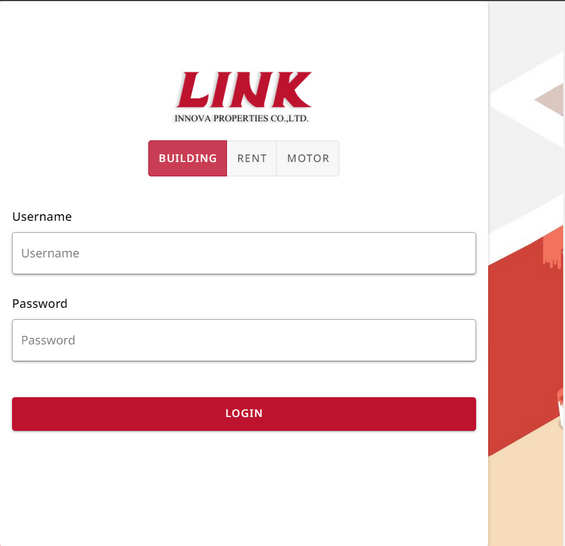 LINK
INNOVA PROPERTIES CO.,LTD.
BUILDING RENT MOTOR
Username
Username
Password
Password
LOGIN